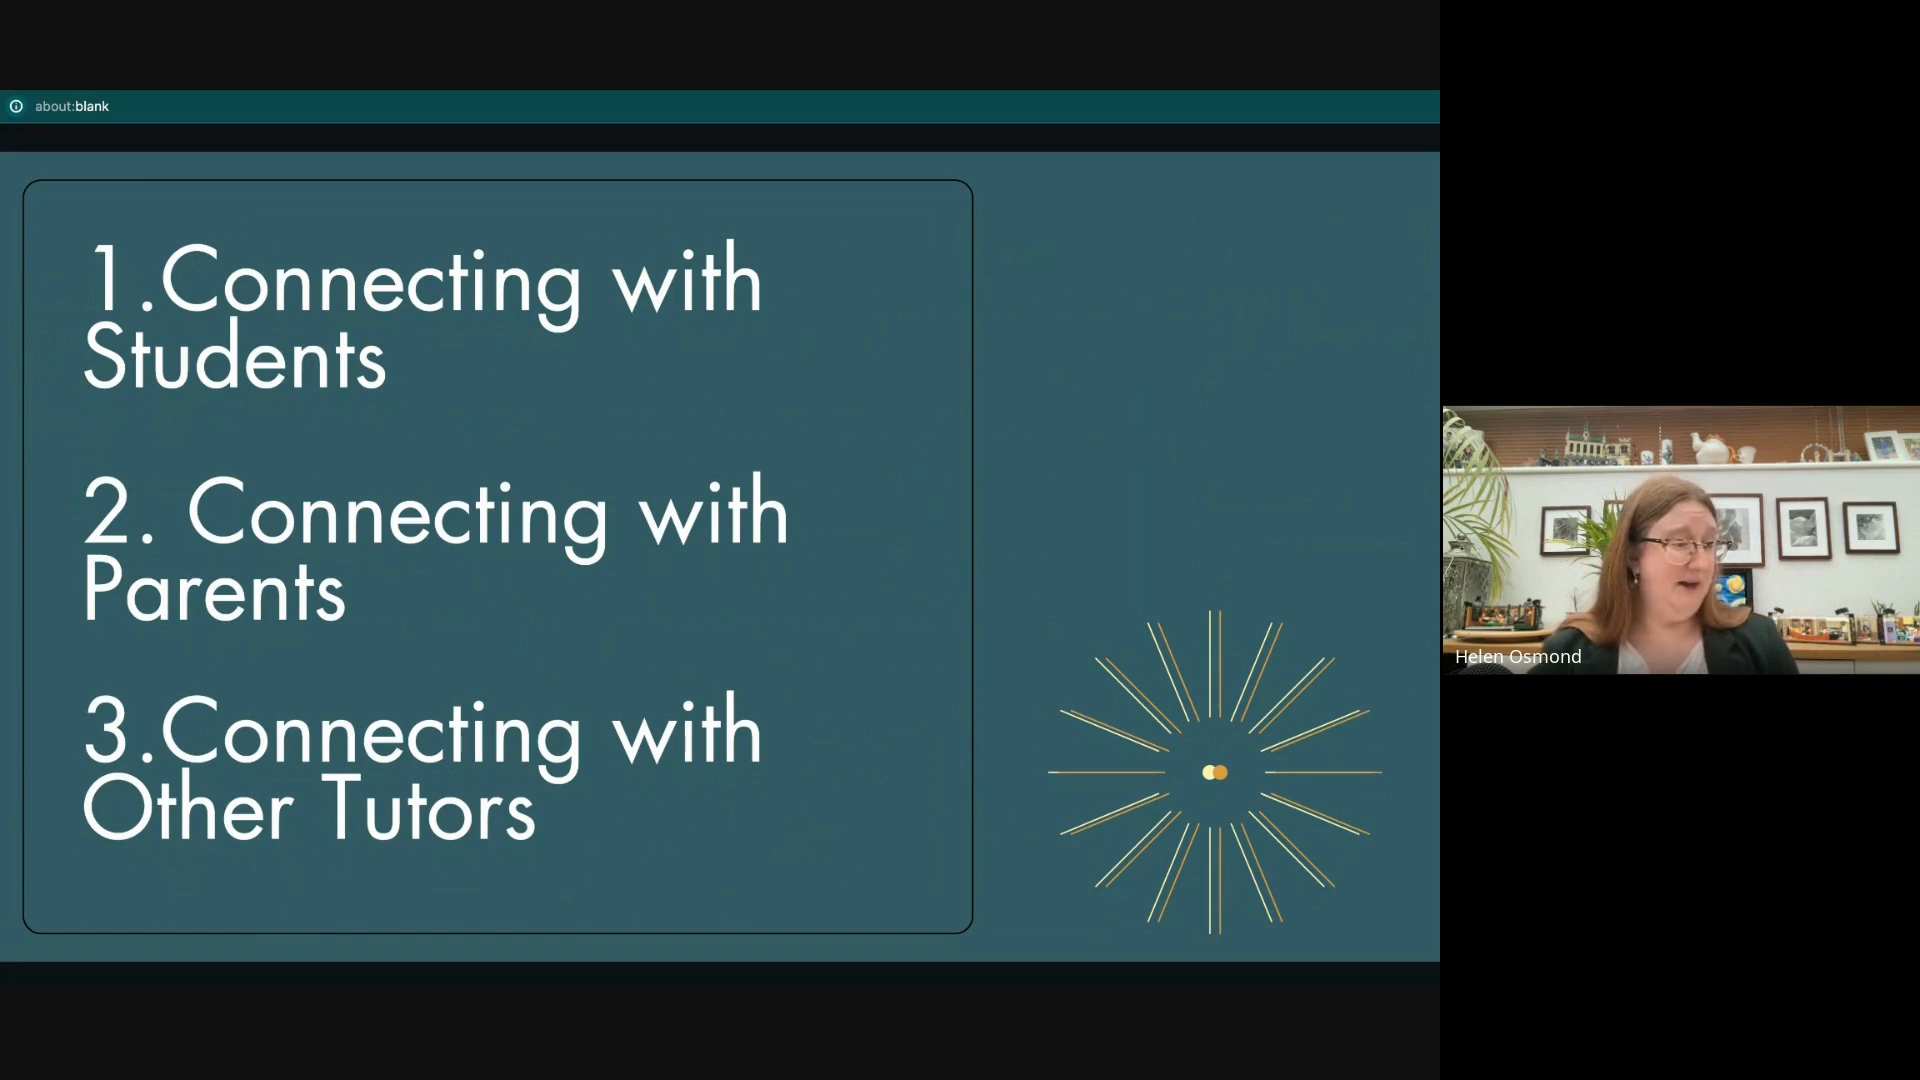 about:blank
1.Connecting with
Students
2. Connecting with
Parents
3.Connecting with
Other Tutors
Helen Osmond